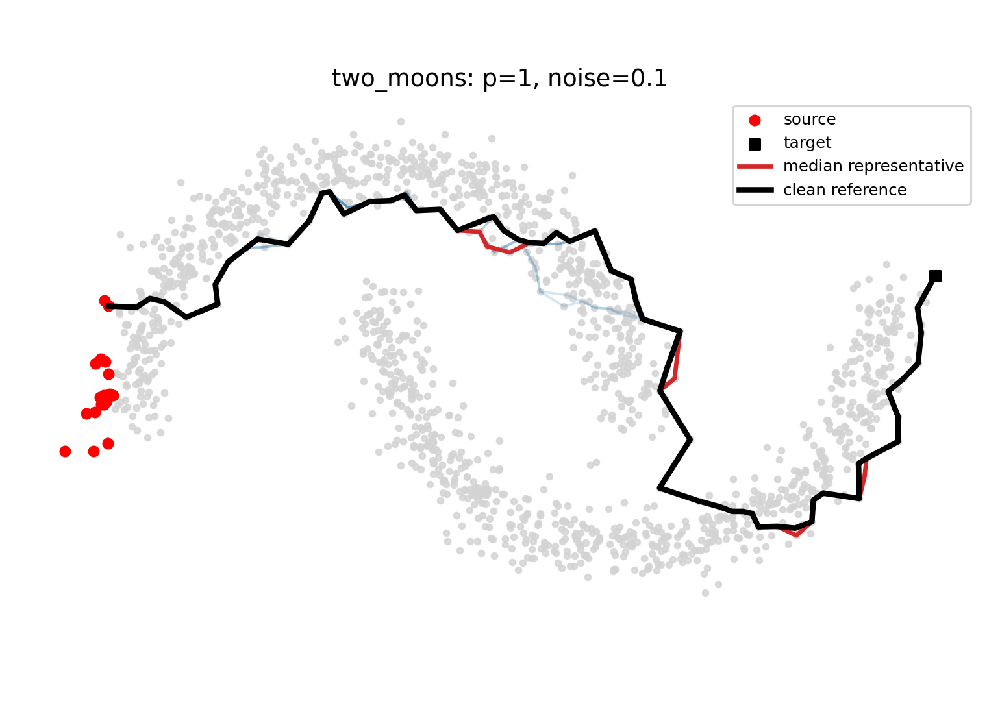 two_moons: p=1, noise=0.1
source
target
median representative
clean reference